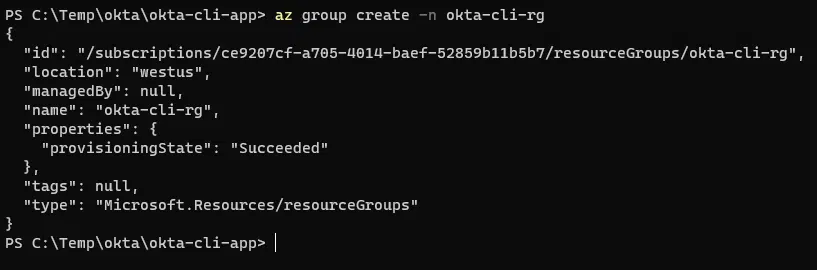 PS C:\Temp\okta\okta-cli-app> az group create -n okta-cli-rg
{
  "id": "/subscriptions/ce9207cf-a705-4014-baef-52859b11b5b7/resourceGroups/okta-cli-rg",
  "location": "westus",
  "managedBy": null,
  "name": "okta-cli-rg",
  "properties": {
    "provisioningState": "Succeeded"
  },
  "tags": null,
  "type": "Microsoft.Resources/resourceGroups"
}
PS C:\Temp\okta\okta-cli-app>